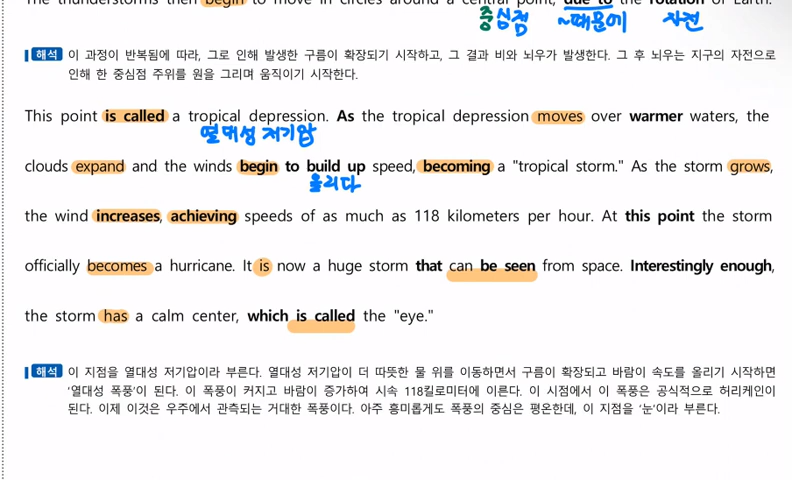 The thunderstorms then begin to move in circles around a central point, due to the rotation of Earth.
중심점 ~때문에 자전
해석 이 과정이 반복됨에 따라, 그로 인해 발생한 구름이 확장되기 시작하고, 그 결과 비와 뇌우가 발생한다. 그 후 뇌우는 지구의 자전으로
인해 한 중심점 주위를 원을 그리며 움직이기 시작한다.
This point is called a tropical depression. As the tropical depression moves over warmer waters, the
열대성 저기압
clouds expand and the winds begin to build up speed, becoming a "tropical storm." As the storm grows,
올리다
the wind increases, achieving speeds of as much as 118 kilometers per hour. At this point the storm
officially becomes a hurricane. It is now a huge storm that can be seen from space. Interestingly enough,
the storm has a calm center, which is called the "eye."
해석 이 지점을 열대성 저기압이라 부른다. 열대성 저기압이 더 따뜻한 물 위를 이동하면서 구름이 확장되고 바람이 속도를 올리기 시작하면
'열대성 폭풍'이 된다. 이 폭풍이 커지고 바람이 증가하여 시속 118킬로미터에 이른다. 이 시점에서 이 폭풍은 공식적으로 허리케인이
된다. 이제 이것은 우주에서 관측되는 거대한 폭풍이다. 아주 흥미롭게도 폭풍의 중심은 평온한데, 이 지점을 '눈'이라 부른다.